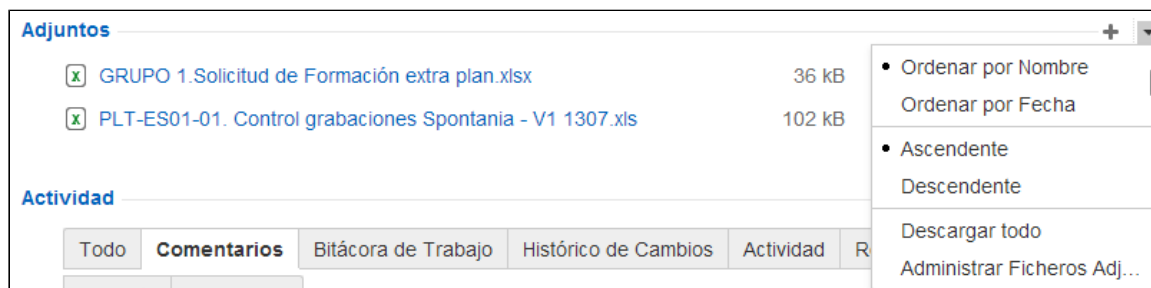 Adjuntos
GRUPO 1.Solicitud de Formación extra plan.xlsx 36 kB
PLT-ES01-01. Control grabaciones Spontania - V1 1307.xls 102 kB
Ordenar por Nombre
Ordenar por Fecha
Ascendente
Descendente
Descargar todo
Administrar Ficheros Adj...
Actividad
Todo Comentarios Bitácora de Trabajo Histórico de Cambios Actividad